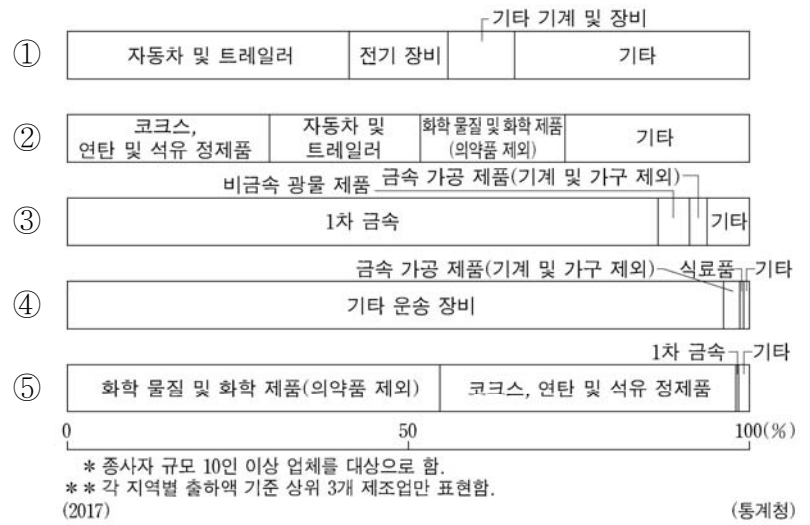 기타 기계 및 장비
① 자동차 및 트레일러 전기 장비 기타
② 코크스, 연탄 및 석유 정제품 자동차 및 트레일러 화학 물질 및 화학 제품 (의약품 제외) 기타
비금속 광물 제품 금속 가공 제품(기계 및 가구 제외)
③ 1차 금속 기타
금속 가공 제품(기계 및 가구 제외) 식료품 기타
④ 기타 운송 장비
1차 금속 기타
⑤ 화학 물질 및 화학 제품(의약품 제외) 코크스, 연탄 및 석유 정제품
0 50 100(%)
* 종사자 규모 10인 이상 업체를 대상으로 함.
* * 각 지역별 출하액 기준 상위 3개 제조업만 표현함.
(2017) (통계청)